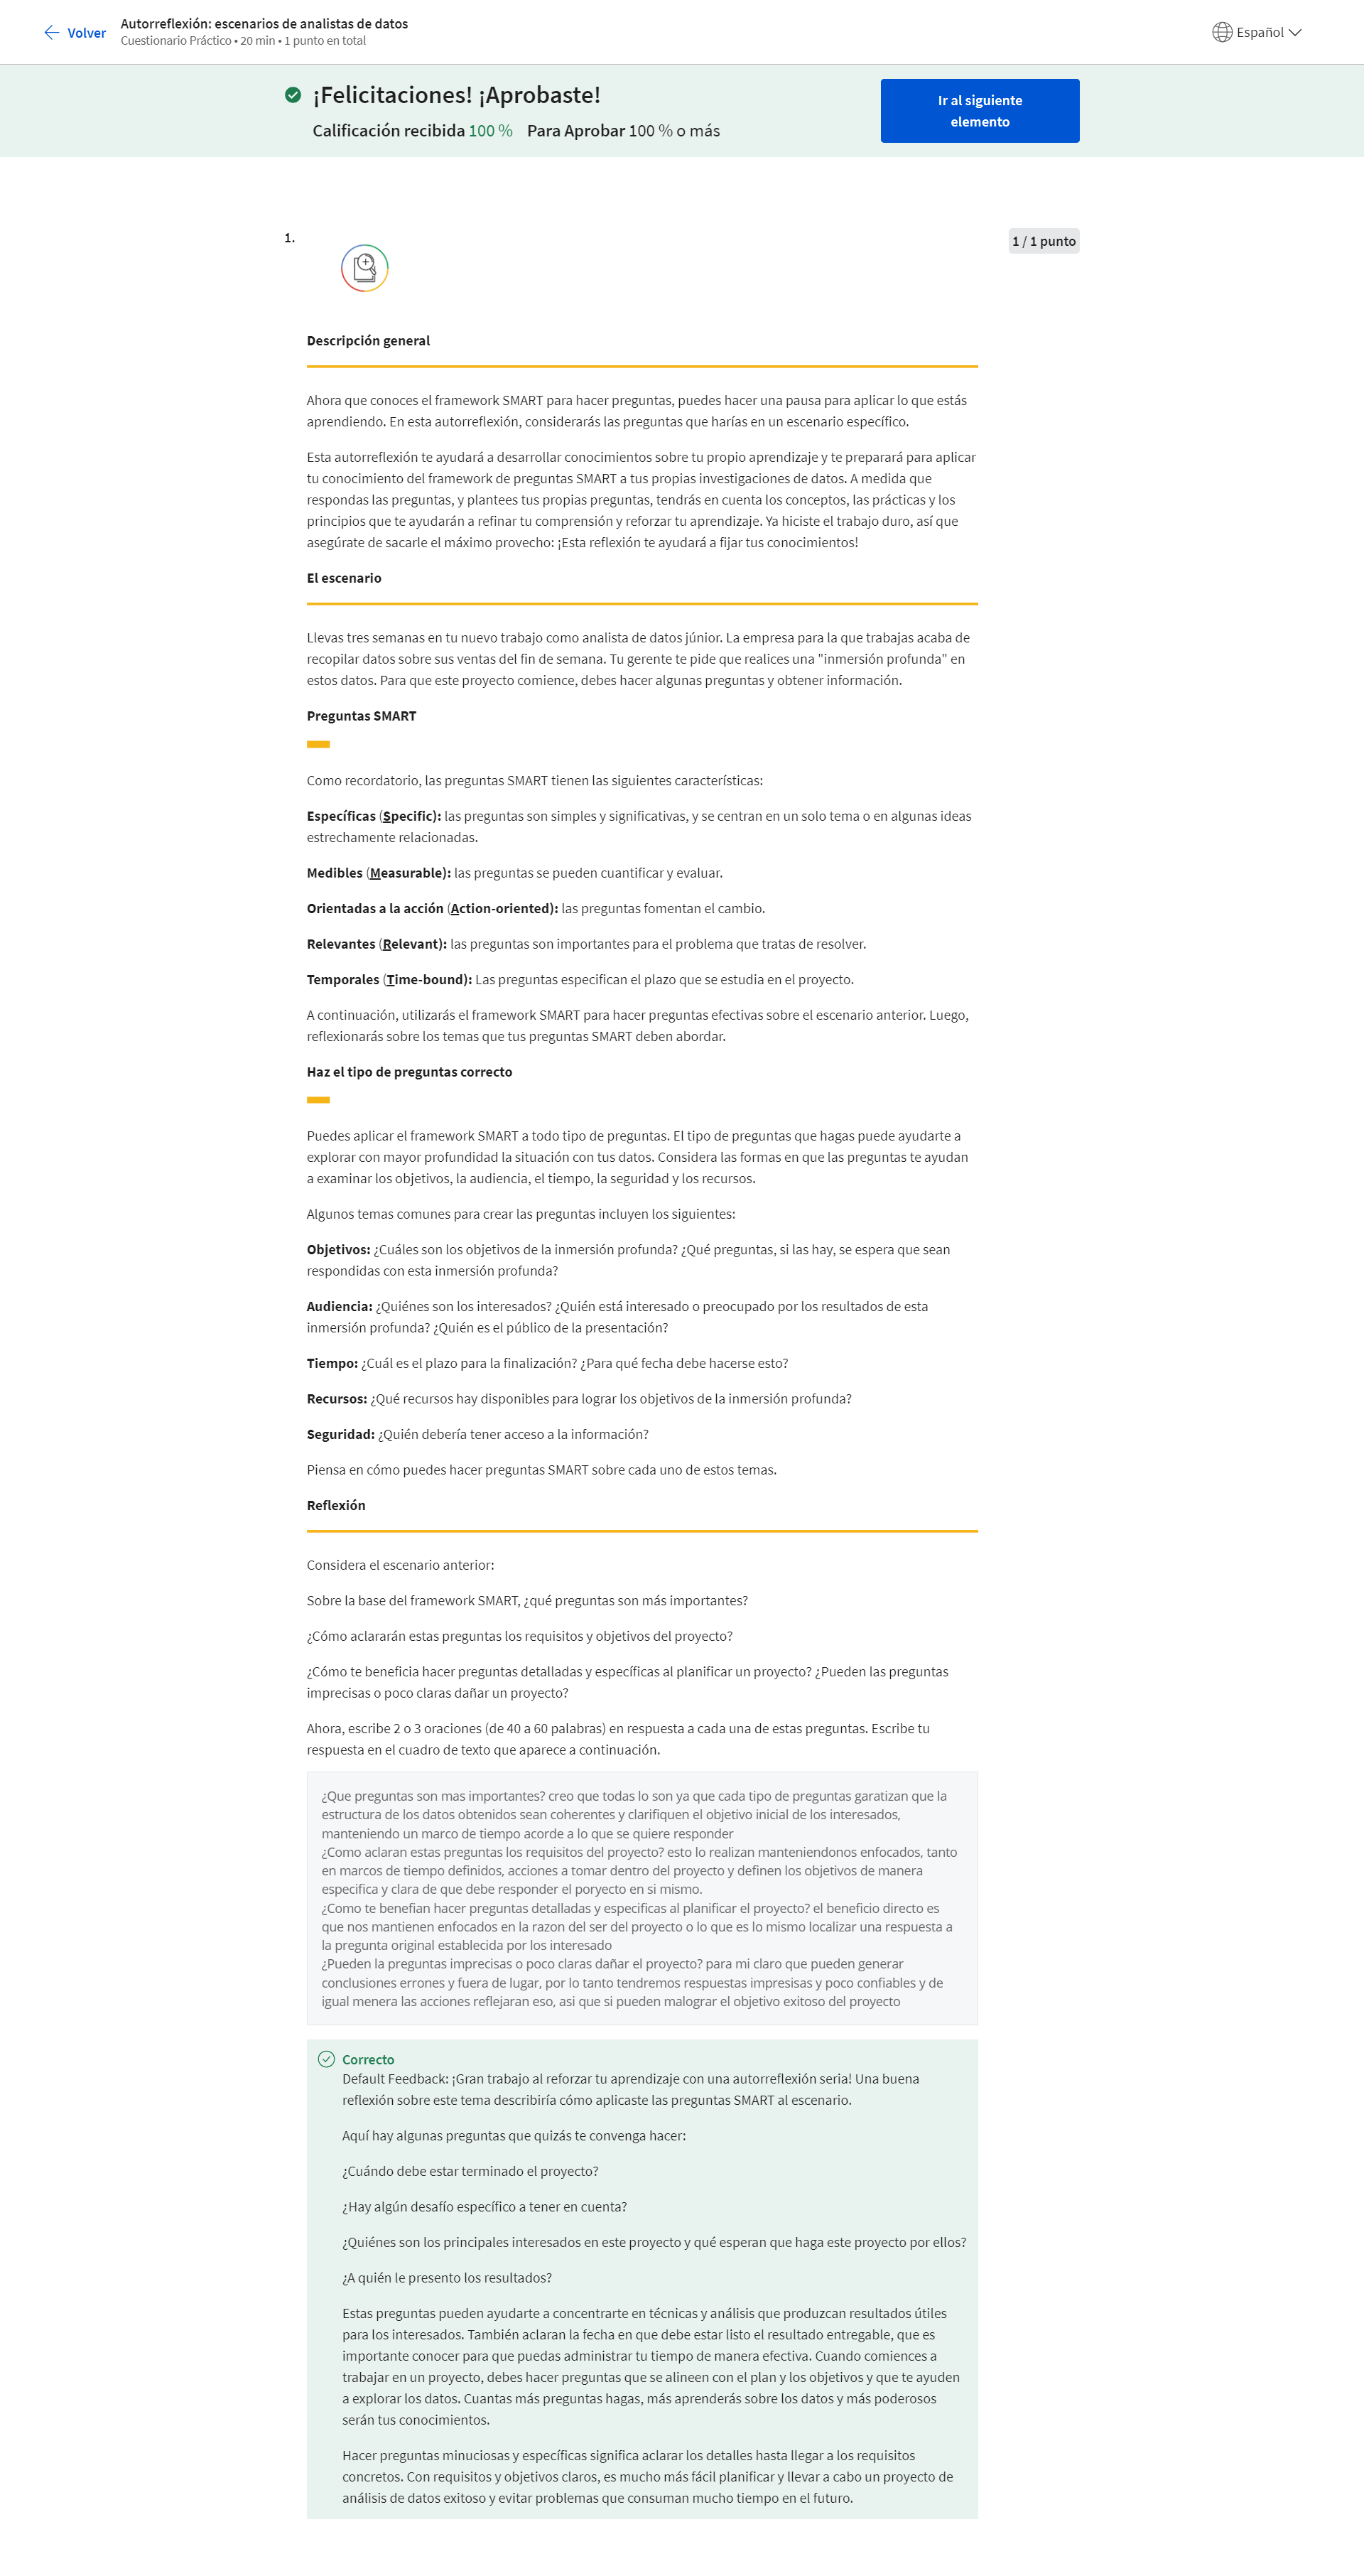 Volver
Autorreflexión: escenarios de analistas de datos
Cuestionario Práctico • 20 min • 1 punto en total
Español
¡Felicitaciones! ¡Aprobaste!
Calificación recibida 100 % Para Aprobar 100 % o más
Ir al siguiente
elemento
1.
1 / 1 punto
Descripción general
Ahora que conoces el framework SMART para hacer preguntas, puedes hacer una pausa para aplicar lo que estás
aprendiendo. En esta autorreflexión, considerarás las preguntas que harías en un escenario específico.
Esta autorreflexión te ayudará a desarrollar conocimientos sobre tu propio aprendizaje y te preparará para aplicar
tu conocimiento del framework de preguntas SMART a tus propias investigaciones de datos. A medida que
respondas las preguntas, y plantees tus propias preguntas, tendrás en cuenta los conceptos, las prácticas y los
principios que te ayudarán a refinar tu comprensión y reforzar tu aprendizaje. Ya hiciste el trabajo duro, así que
asegúrate de sacarle el máximo provecho: ¡Esta reflexión te ayudará a fijar tus conocimientos!
El escenario
Llevas tres semanas en tu nuevo trabajo como analista de datos júnior. La empresa para la que trabajas acaba de
recopilar datos sobre sus ventas del fin de semana. Tu gerente te pide que realices una "inmersión profunda" en
estos datos. Para que este proyecto comience, debes hacer algunas preguntas y obtener información.
Preguntas SMART
Como recordatorio, las preguntas SMART tienen las siguientes características:
Específicas (Specific): las preguntas son simples y significativas, y se centran en un solo tema o en algunas ideas
estrechamente relacionadas.
Medibles (Measurable): las preguntas se pueden cuantificar y evaluar.
Orientadas a la acción (Action-oriented): las preguntas fomentan el cambio.
Relevantes (Relevant): las preguntas son importantes para el problema que tratas de resolver.
Temporales (Time-bound): Las preguntas especifican el plazo que se estudia en el proyecto.
A continuación, utilizarás el framework SMART para hacer preguntas efectivas sobre el escenario anterior. Luego,
reflexionarás sobre los temas que tus preguntas SMART deben abordar.
Haz el tipo de preguntas correcto
Puedes aplicar el framework SMART a todo tipo de preguntas. El tipo de preguntas que hagas puede ayudarte a
explorar con mayor profundidad la situación con tus datos. Considera las formas en que las preguntas te ayudan
a examinar los objetivos, la audiencia, el tiempo, la seguridad y los recursos.
Algunos temas comunes para crear las preguntas incluyen los siguientes:
Objetivos: ¿Cuáles son los objetivos de la inmersión profunda? ¿Qué preguntas, si las hay, se espera que sean
respondidas con esta inmersión profunda?
Audiencia: ¿Quiénes son los interesados? ¿Quién está interesado o preocupado por los resultados de esta
inmersión profunda? ¿Quién es el público de la presentación?
Tiempo: ¿Cuál es el plazo para la finalización? ¿Para qué fecha debe hacerse esto?
Recursos: ¿Qué recursos hay disponibles para lograr los objetivos de la inmersión profunda?
Seguridad: ¿Quién debería tener acceso a la información?
Piensa en cómo puedes hacer preguntas SMART sobre cada uno de estos temas.
Reflexión
Considera el escenario anterior:
Sobre la base del framework SMART, ¿qué preguntas son más importantes?
¿Cómo aclararán estas preguntas los requisitos y objetivos del proyecto?
¿Cómo te beneficia hacer preguntas detalladas y específicas al planificar un proyecto? ¿Pueden las preguntas
imprecisas o poco claras dañar un proyecto?
Ahora, escribe 2 o 3 oraciones (de 40 a 60 palabras) en respuesta a cada una de estas preguntas. Escribe tu
respuesta en el cuadro de texto que aparece a continuación.
¿Que preguntas son mas importantes? creo que todas lo son ya que cada tipo de preguntas garatizan que la
estructura de los datos obtenidos sean coherentes y clarifiquen el objetivo inicial de los interesados,
manteniendo un marco de tiempo acorde a lo que se quiere responder
¿Como aclaran estas preguntas los requisitos del proyecto? esto lo realizan manteniendonos enfocados, tanto
en marcos de tiempo definidos, acciones a tomar dentro del proyecto y definen los objetivos de manera
especifica y clara de que debe responder el poryecto en si mismo.
¿Como te benefian hacer preguntas detalladas y especificas al planificar el proyecto? el beneficio directo es
que nos mantienen enfocados en la razon del ser del proyecto o lo que es lo mismo localizar una respuesta a
la pregunta original establecida por los interesado
¿Pueden la preguntas imprecisas o poco claras dañar el proyecto? para mi claro que pueden generar
conclusiones errones y fuera de lugar, por lo tanto tendremos respuestas impresisas y poco confiables y de
igual menera las acciones reflejaran eso, asi que si pueden malograr el objetivo exitoso del proyecto
Correcto
Default Feedback: ¡Gran trabajo al reforzar tu aprendizaje con una autorreflexión seria! Una buena
reflexión sobre este tema describiría cómo aplicaste las preguntas SMART al escenario.
Aquí hay algunas preguntas que quizás te convenga hacer:
¿Cuándo debe estar terminado el proyecto?
¿Hay algún desafío específico a tener en cuenta?
¿Quiénes son los principales interesados en este proyecto y qué esperan que haga este proyecto por ellos?
¿A quién le presento los resultados?
Estas preguntas pueden ayudarte a concentrarte en técnicas y análisis que produzcan resultados útiles
para los interesados. También aclaran la fecha en que debe estar listo el resultado entregable, que es
importante conocer para que puedas administrar tu tiempo de manera efectiva. Cuando comiences a
trabajar en un proyecto, debes hacer preguntas que se alineen con el plan y los objetivos y que te ayuden
a explorar los datos. Cuantas más preguntas hagas, más aprenderás sobre los datos y más poderosos
serán tus conocimientos.
Hacer preguntas minuciosas y específicas significa aclarar los detalles hasta llegar a los requisitos
concretos. Con requisitos y objetivos claros, es mucho más fácil planificar y llevar a cabo un proyecto de
análisis de datos exitoso y evitar problemas que consuman mucho tiempo en el futuro.